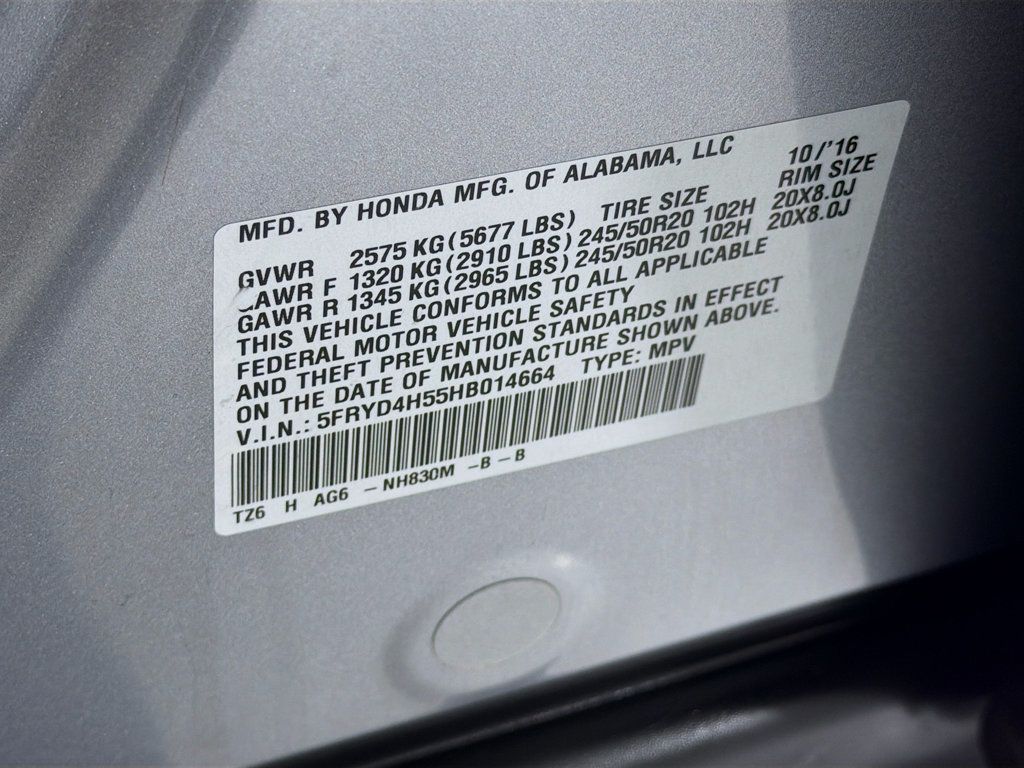 MFD. BY HONDA MFG. OF ALABAMA, LLC 10/'16
GVWR 2575 KG (5677 LBS) TIRE SIZE RIM SIZE
GAWR F 1320 KG (2910 LBS) 245/50R20 102H 20X8.0J
GAWR R 1345 KG (2965 LBS) 245/50R20 102H 20X8.0J
THIS VEHICLE CONFORMS TO ALL APPLICABLE
FEDERAL MOTOR VEHICLE SAFETY
AND THEFT PREVENTION STANDARDS IN EFFECT
ON THE DATE OF MANUFACTURE SHOWN ABOVE.
V.I.N.: 5FRYD4H55HB014664 TYPE: MPV
TZ6 H AG6 -NH830M -B-B